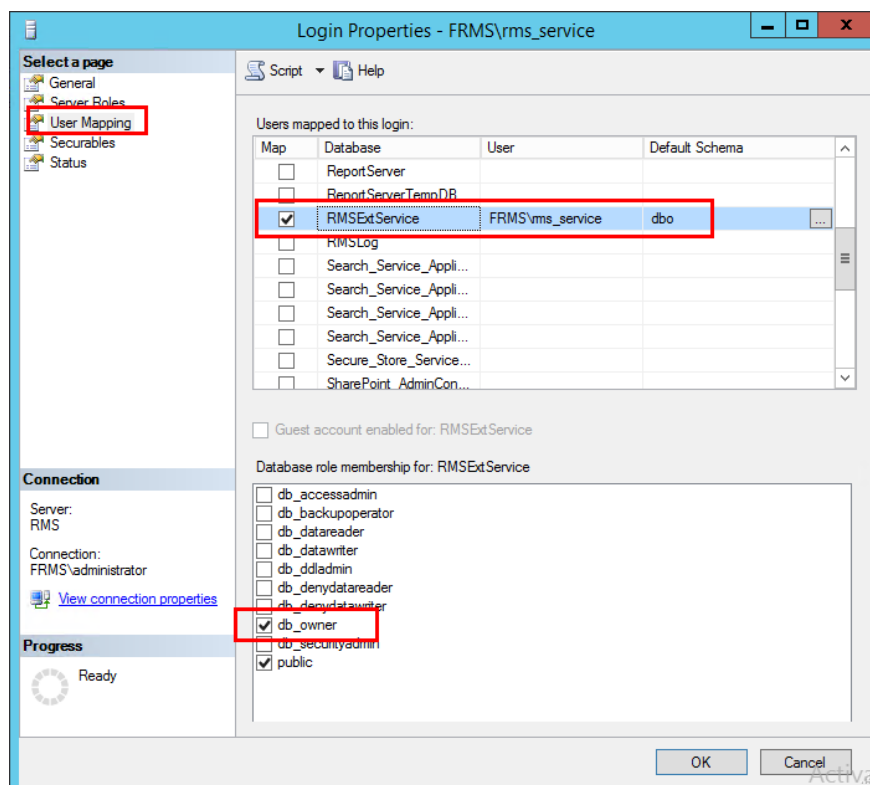 Login Properties - FRMS\rms_service
Select a page
General
Server Roles
User Mapping
Securables
Status
Script
Help
Users mapped to this login:
Map Database User Default Schema
ReportServer
ReportServerTempDB
RMSExtService FRMS\rms_service dbo ...
RMSLog
Search_Service_Appli...
Search_Service_Appli...
Search_Service_Appli...
Search_Service_Appli...
Secure_Store_Service...
SharePoint_AdminCon...
Guest account enabled for: RMSExtService
Database role membership for: RMSExtService
db_accessadmin
db_backupoperator
db_datareader
db_datawriter
db_ddladmin
db_denydatareader
db_denydatawriter
db_owner
db_securityadmin
public
Connection
Server:
RMS
Connection:
FRMS\administrator
View connection properties
Progress
Ready
OK Cancel
Activa